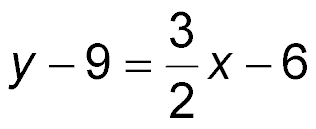 y − 9 = 3/2 x − 6